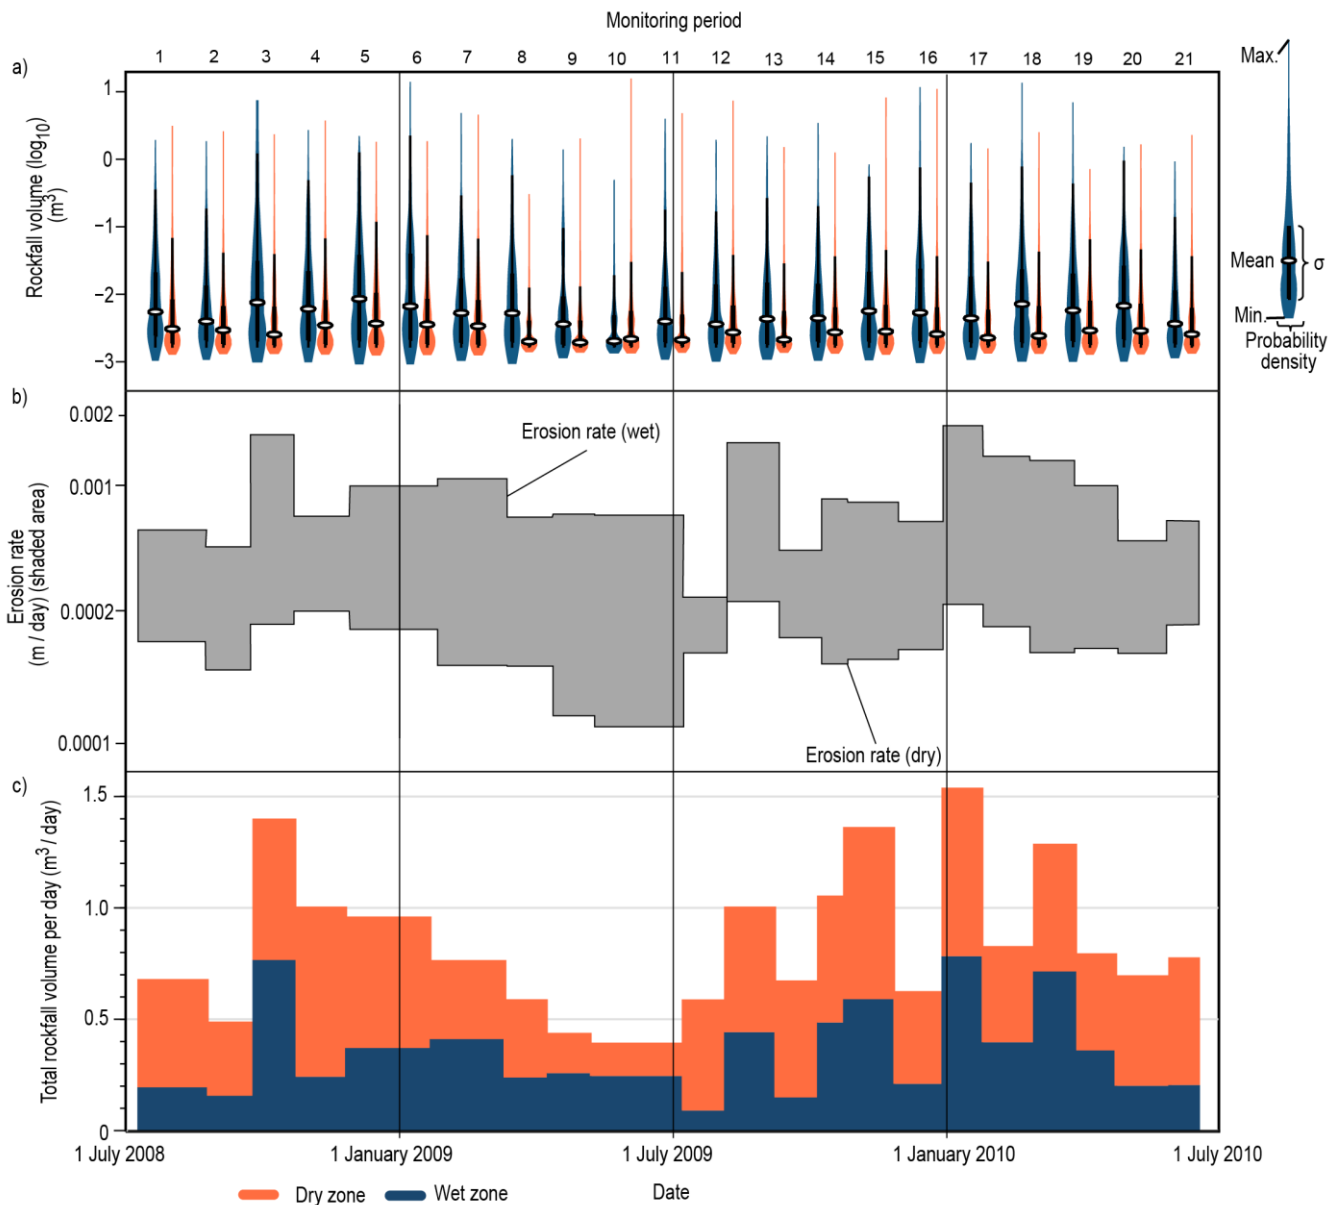 Monitoring period
1 2 3 4 5 6 7 8 9 10 11 12 13 14 15 16 17 18 19 20 21
a)
Rockfall volume (log10)
(m³)
1
0
−1
−2
−3
Max.
Mean
σ
Min.
Probability
density
b)
Erosion rate
(m / day) (shaded area)
0.002
0.001
0.0002
0.0001
Erosion rate (wet)
Erosion rate (dry)
c)
Total rockfall volume per day (m³ / day)
1.5
1.0
0.5
0
1 July 2008 1 January 2009 1 July 2009 1 January 2010 1 July 2010
Dry zone Wet zone Date